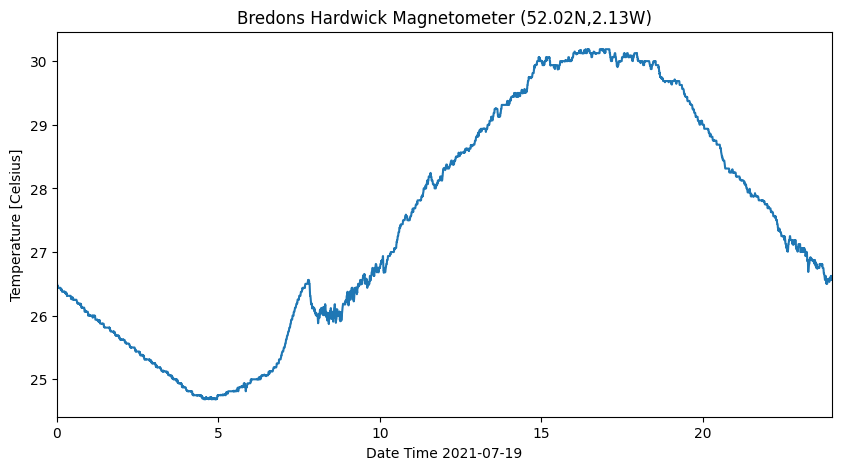 Bredons Hardwick Magnetometer (52.02N,2.13W)
Temperature [Celsius]
30
29
28
27
26
25
0 5 10 15 20
Date Time 2021-07-19